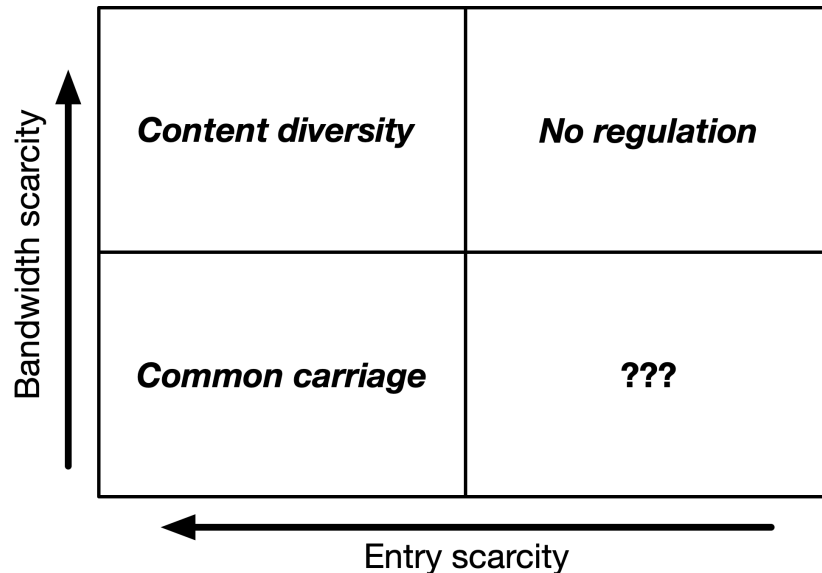 Bandwidth scarcity
Content diversity
No regulation
Common carriage
???
Entry scarcity